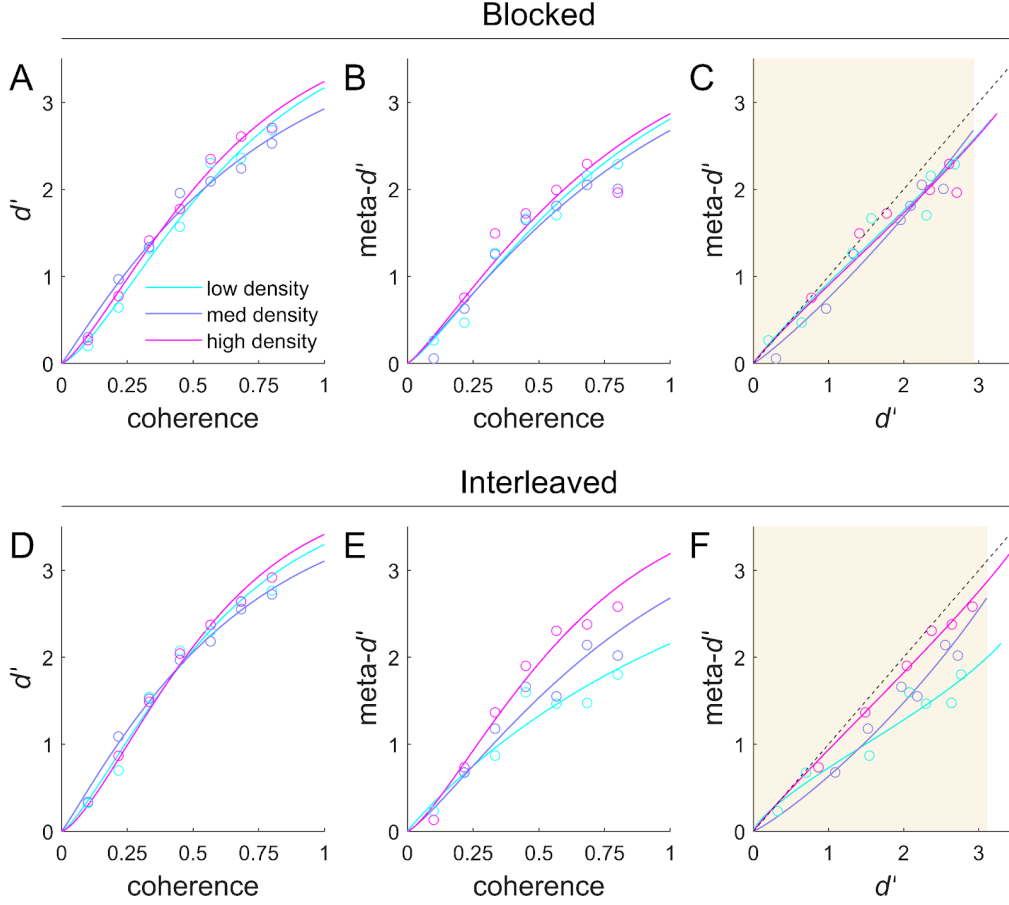 Blocked
A
d'
3
2
1
0
0
0.25
0.5
0.75
1
coherence
low density
med density
high density
B
meta-d'
3
2
1
0
0
0.25
0.5
0.75
1
coherence
C
meta-d'
3
2
1
0
0
1
2
3
d'
Interleaved
D
d'
3
2
1
0
0
0.25
0.5
0.75
1
coherence
E
meta-d'
3
2
1
0
0
0.25
0.5
0.75
1
coherence
F
meta-d'
3
2
1
0
0
1
2
3
d'